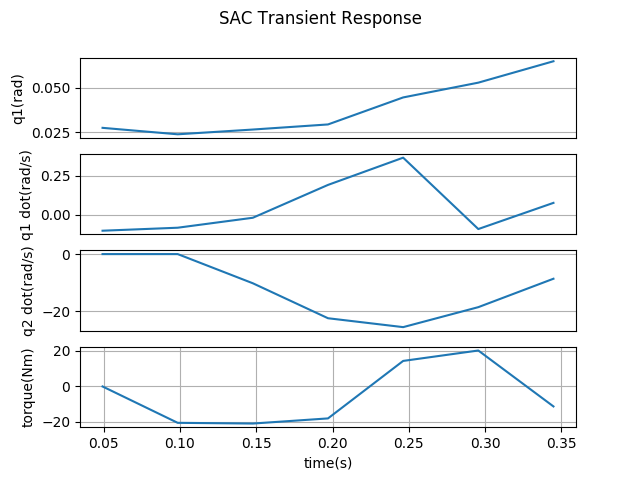 SAC Transient Response
0.050
0.025
q1(rad)
0.25
0.00
q1 dot(rad/s)
0
−20
q2 dot(rad/s)
20
0
−20
torque(Nm)
0.05 0.10 0.15 0.20 0.25 0.30 0.35
time(s)